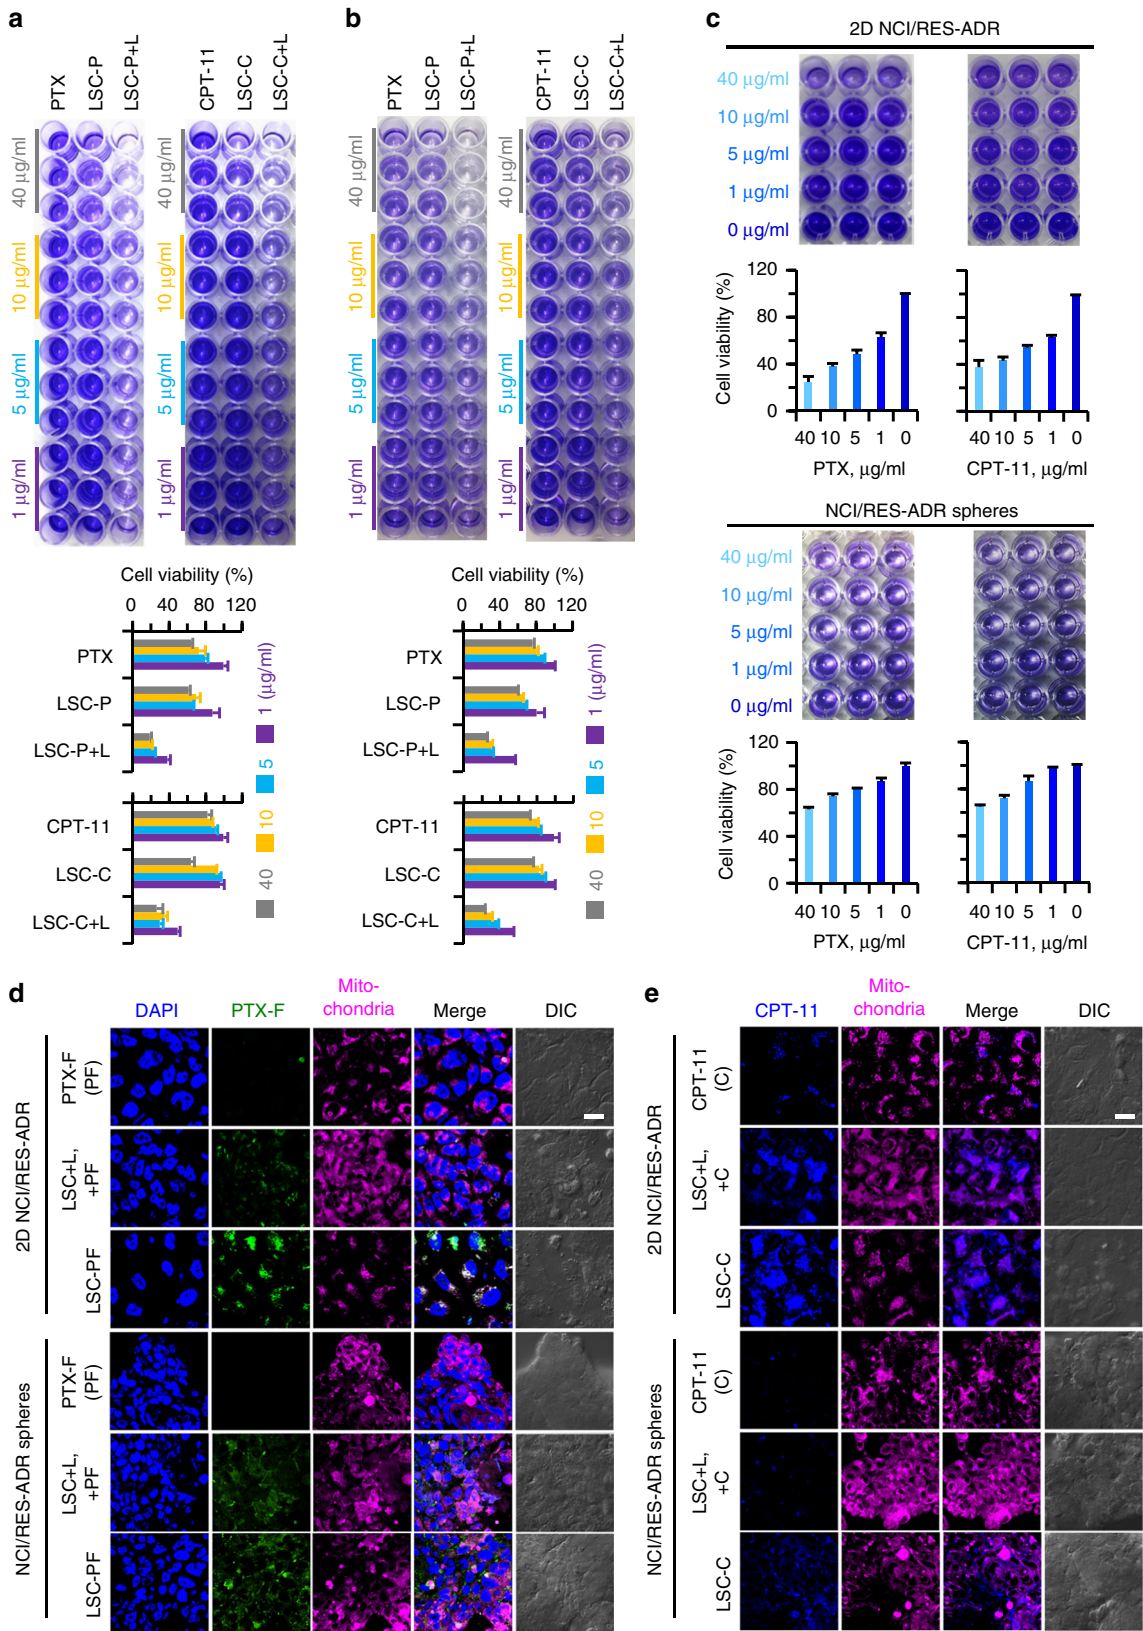 a
PTX
LSC-P
LSC-P+L
CPT-11
LSC-C
LSC-C+L
40 μg/ml
10 μg/ml
5 μg/ml
1 μg/ml
40 μg/ml
10 μg/ml
5 μg/ml
1 μg/ml
Cell viability (%)
0 40 80 120
PTX
LSC-P
LSC-P+L
CPT-11
LSC-C
LSC-C+L
1 (μg/ml)
5
10
40
b
PTX
LSC-P
LSC-P+L
CPT-11
LSC-C
LSC-C+L
40 μg/ml
10 μg/ml
5 μg/ml
1 μg/ml
40 μg/ml
10 μg/ml
5 μg/ml
1 μg/ml
Cell viability (%)
0 40 80 120
PTX
LSC-P
LSC-P+L
CPT-11
LSC-C
LSC-C+L
1 (μg/ml)
5
10
40
c
2D NCI/RES-ADR
40 μg/ml
10 μg/ml
5 μg/ml
1 μg/ml
0 μg/ml
Cell viability (%)
120
80
40
0
40 10 5 1 0
PTX, μg/ml
40 10 5 1 0
CPT-11, μg/ml
NCI/RES-ADR spheres
40 μg/ml
10 μg/ml
5 μg/ml
1 μg/ml
0 μg/ml
Cell viability (%)
120
80
40
0
40 10 5 1 0
PTX, μg/ml
40 10 5 1 0
CPT-11, μg/ml
d
DAPI
PTX-F
Mito-
chondria
Merge
DIC
2D NCI/RES-ADR
PTX-F
(PF)
LSC+L,
+PF
LSC-PF
NCI/RES-ADR spheres
PTX-F
(PF)
LSC+L,
+PF
LSC-PF
e
CPT-11
Mito-
chondria
Merge
DIC
2D NCI/RES-ADR
CPT-11
(C)
LSC+L,
+C
LSC-C
NCI/RES-ADR spheres
CPT-11
(C)
LSC+L,
+C
LSC-C